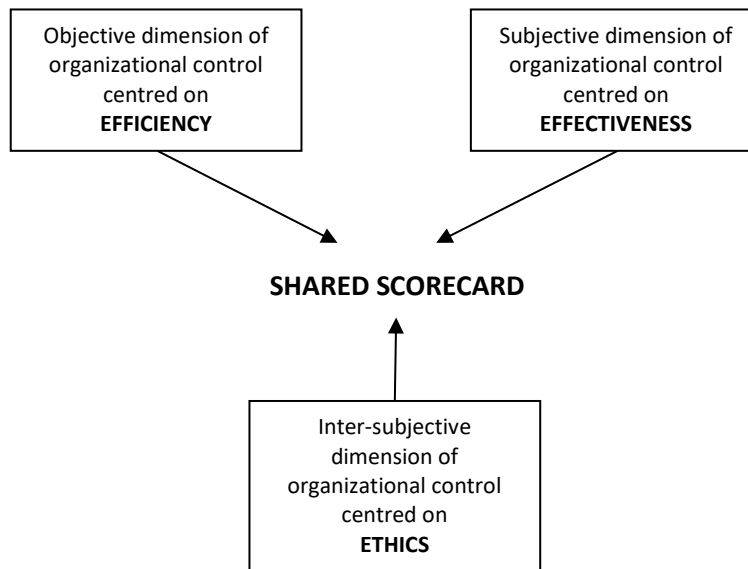 Objective dimension of
organizational control
centred on
EFFICIENCY
Subjective dimension of
organizational control
centred on
EFFECTIVENESS
SHARED SCORECARD
Inter-subjective
dimension of
organizational control
centred on
ETHICS